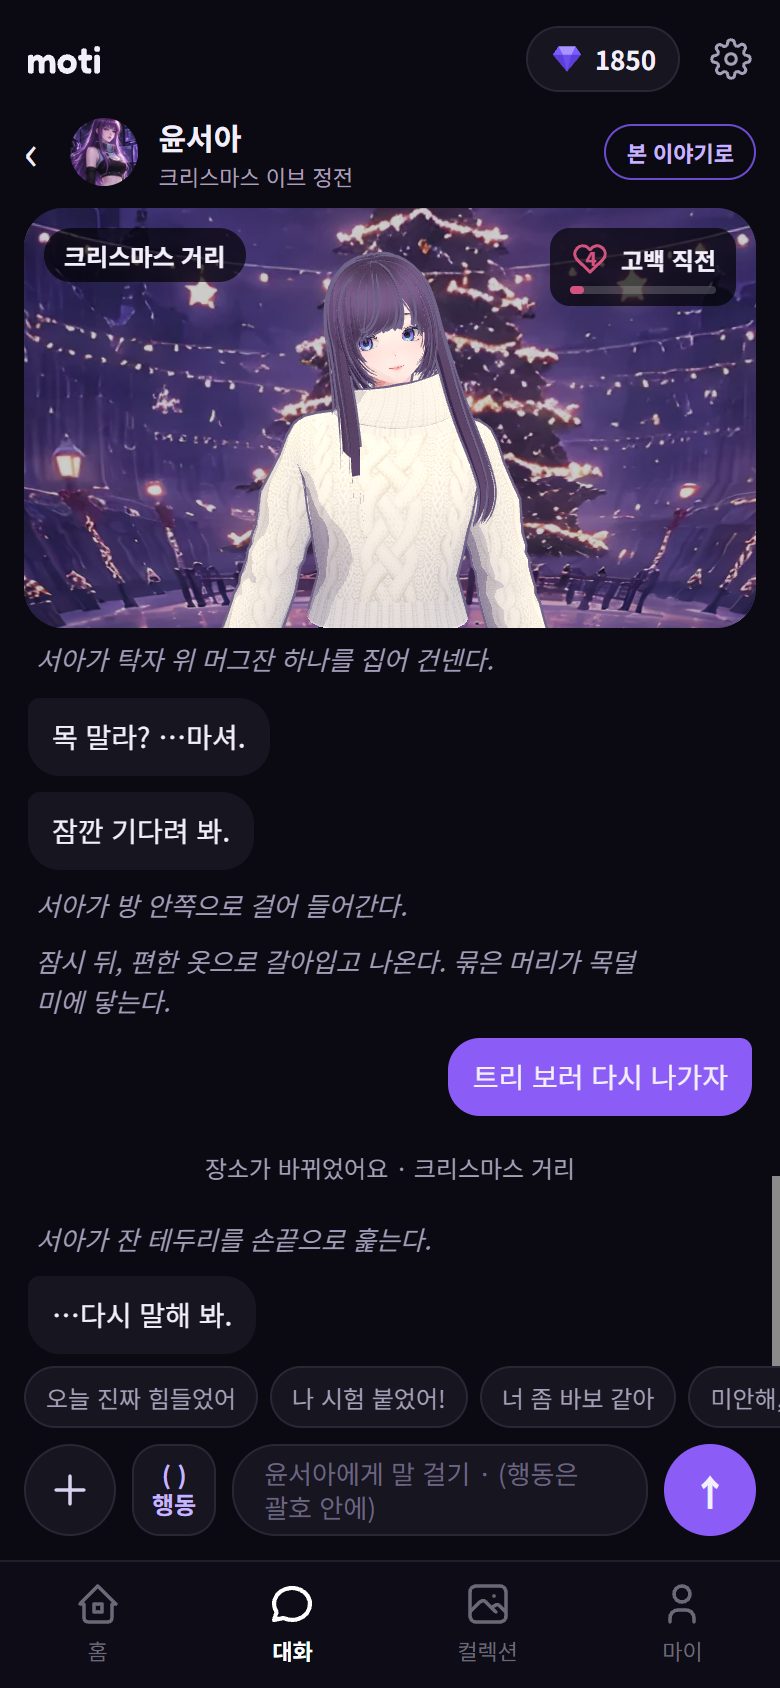 moti
1850
윤서아
크리스마스 이브 정전
본 이야기로
크리스마스 거리
4
고백 직전
서아가 탁자 위 머그잔 하나를 집어 건넨다.
목 말라? …마셔.
잠깐 기다려 봐.
서아가 방 안쪽으로 걸어 들어간다.
잠시 뒤, 편한 옷으로 갈아입고 나온다. 묶은 머리가 목덜
미에 닿는다.
트리 보러 다시 나가자
장소가 바뀌었어요 · 크리스마스 거리
서아가 잔 테두리를 손끝으로 훑는다.
…다시 말해 봐.
오늘 진짜 힘들었어
나 시험 붙었어!
너 좀 바보 같아
미안해,
( )
행동
윤서아에게 말 걸기 · (행동은
괄호 안에)
홈
대화
컬렉션
마이